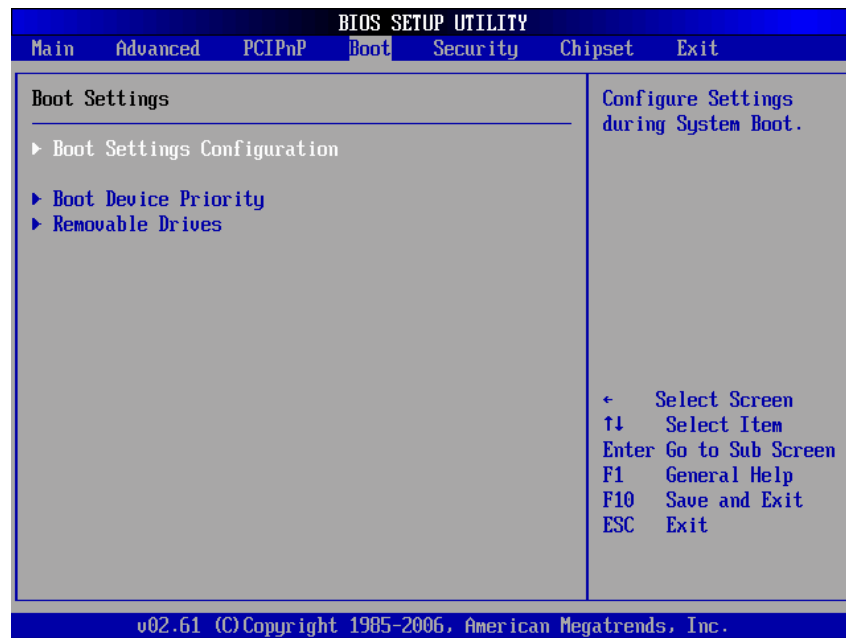 BIOS SETUP UTILITY
Main Advanced PCIPnP Boot Security Chipset Exit
Boot Settings
▶ Boot Settings Configuration
▶ Boot Device Priority
▶ Removable Drives
Configure Settings
during System Boot.
← Select Screen
↑↓ Select Item
Enter Go to Sub Screen
F1 General Help
F10 Save and Exit
ESC Exit
v02.61 (C)Copyright 1985-2006, American Megatrends, Inc.